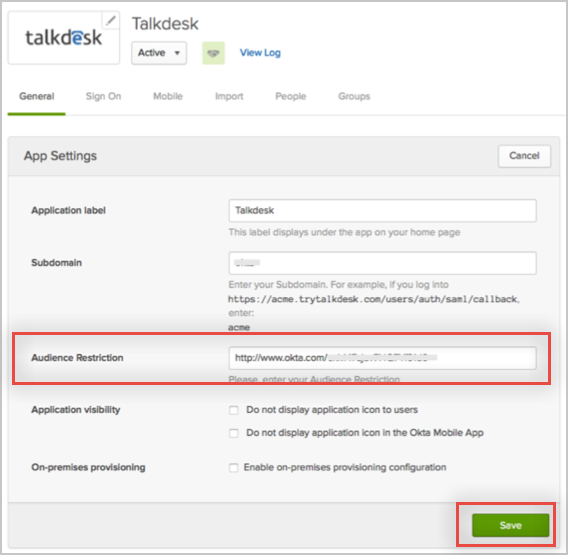 talkdesk
Talkdesk
Active
View Log
General Sign On Mobile Import People Groups
App Settings
Cancel
Application label
Talkdesk
This label displays under the app on your home page
Subdomain
Enter your Subdomain. For example, if you log into
https://acme.trytalkdesk.com/users/auth/saml/callback,
enter:
acme
Audience Restriction
http://www.okta.com/
Please, enter your Audience Restriction
Application visibility
Do not display application icon to users
Do not display application icon in the Okta Mobile App
On-premises provisioning
Enable on-premises provisioning configuration
Save